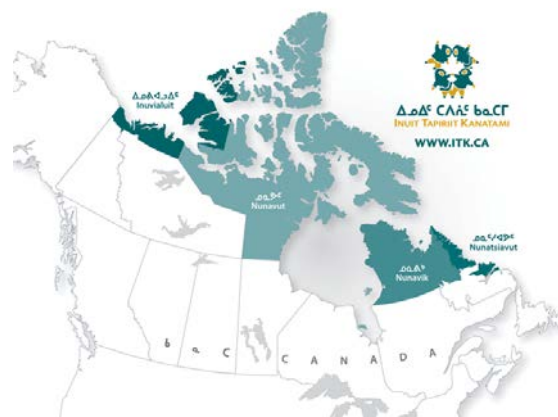 ᐃᓄᐃᑦ ᑕᐱᕇᑦ ᑲᓇᑕᒥ
INUIT TAPIRIIT KANATAMI
WWW.ITK.CA
ᐃᓄᕕᐊᓗᐃᑦ
Inuvialuit
ᓄᓇᕗᑦ
Nunavut
ᓄᓇᑦᓯᐊᕗᑦ
Nunatsiavut
ᓄᓇᕕᒃ
Nunavik
ᑲ ᓇ ᑕ
C A N A D A